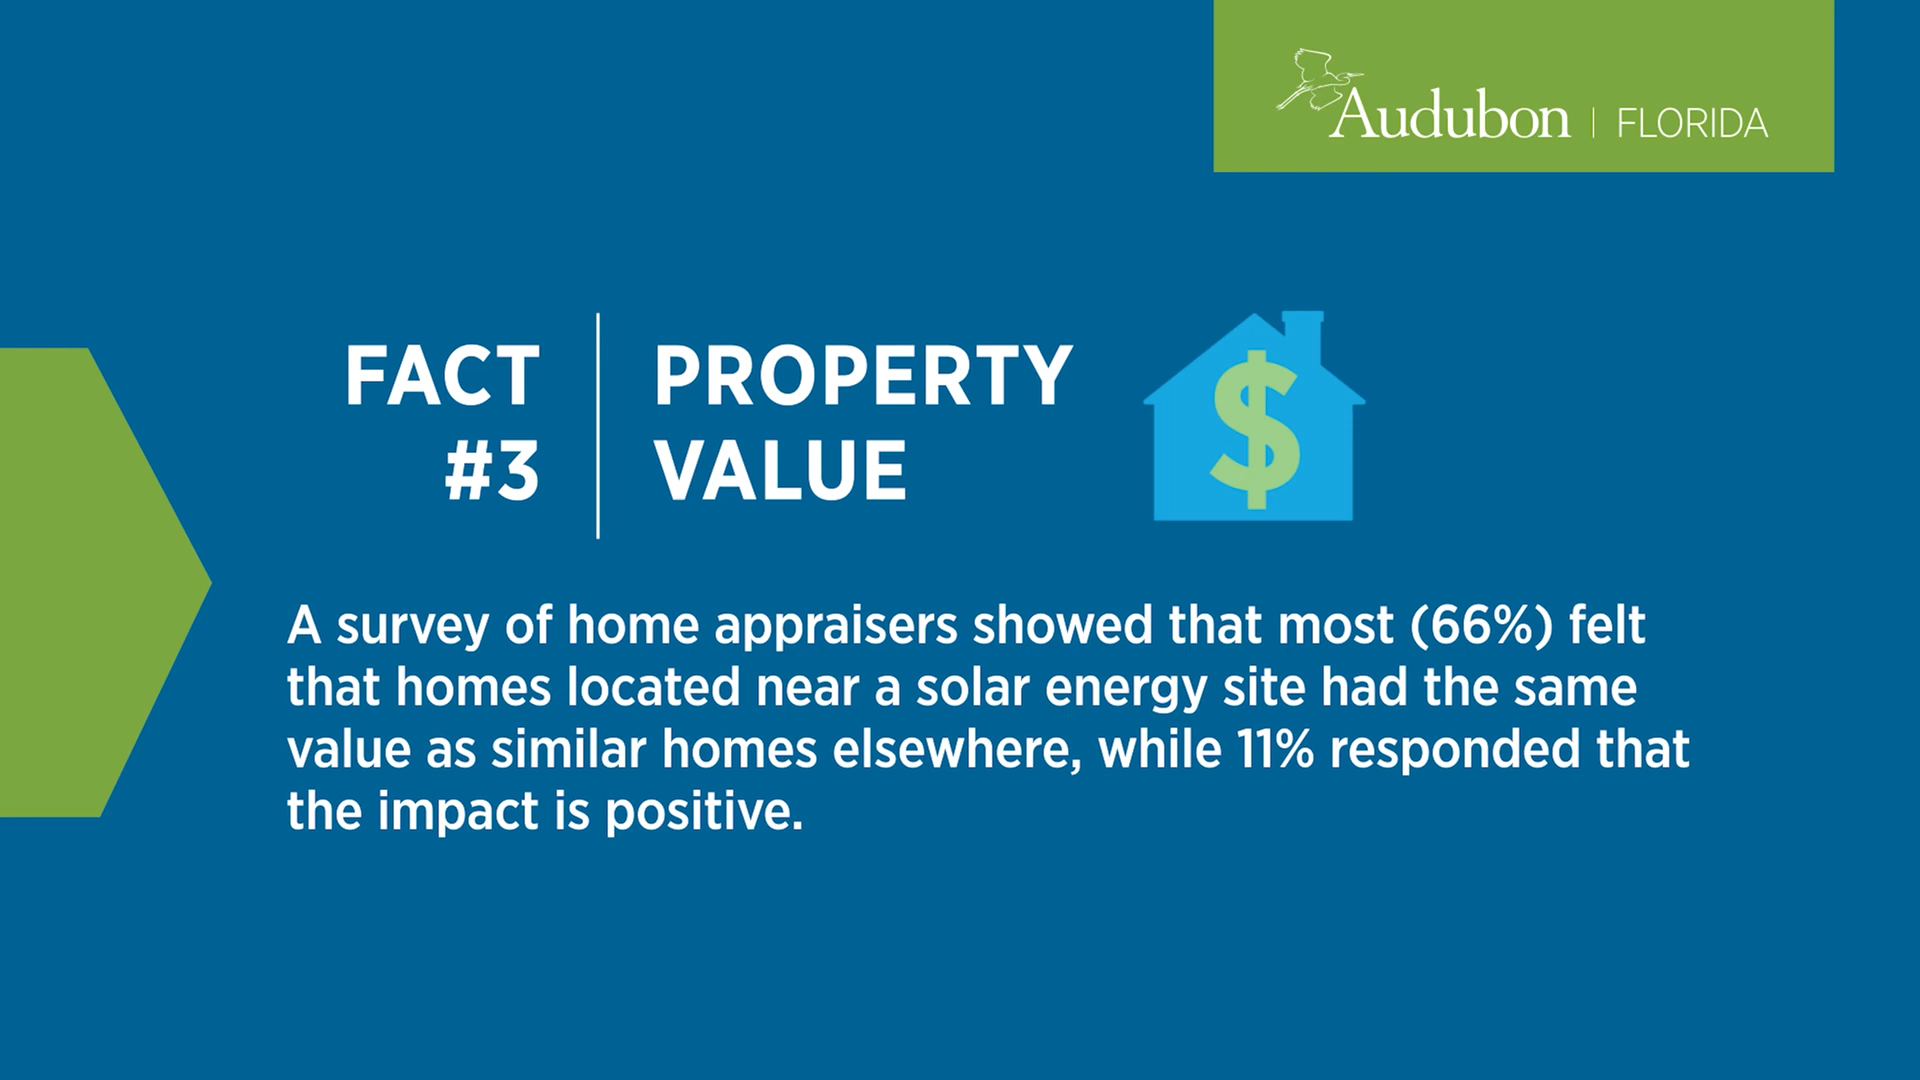 Audubon | FLORIDA
FACT
#3
PROPERTY
VALUE
$
A survey of home appraisers showed that most (66%) felt
that homes located near a solar energy site had the same
value as similar homes elsewhere, while 11% responded that
the impact is positive.